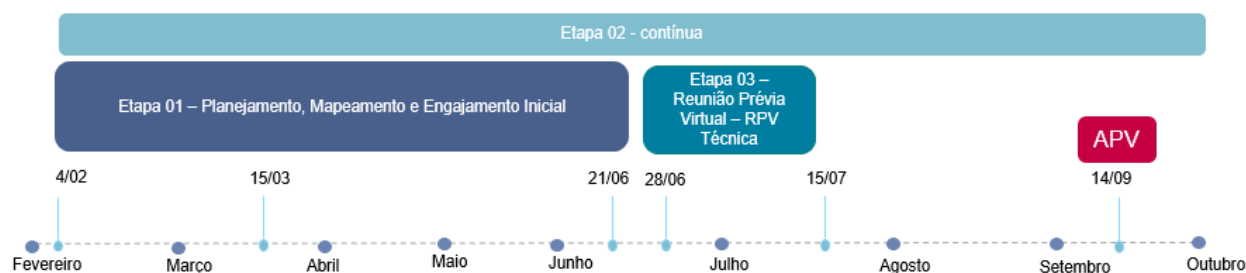 Etapa 02 - contínua
Etapa 01 – Planejamento, Mapeamento e Engajamento Inicial
Etapa 03 –
Reunião Prévia
Virtual – RPV
Técnica
APV
4/02
15/03
21/06
28/06
15/07
14/09
Fevereiro
Março
Abril
Maio
Junho
Julho
Agosto
Setembro
Outubro